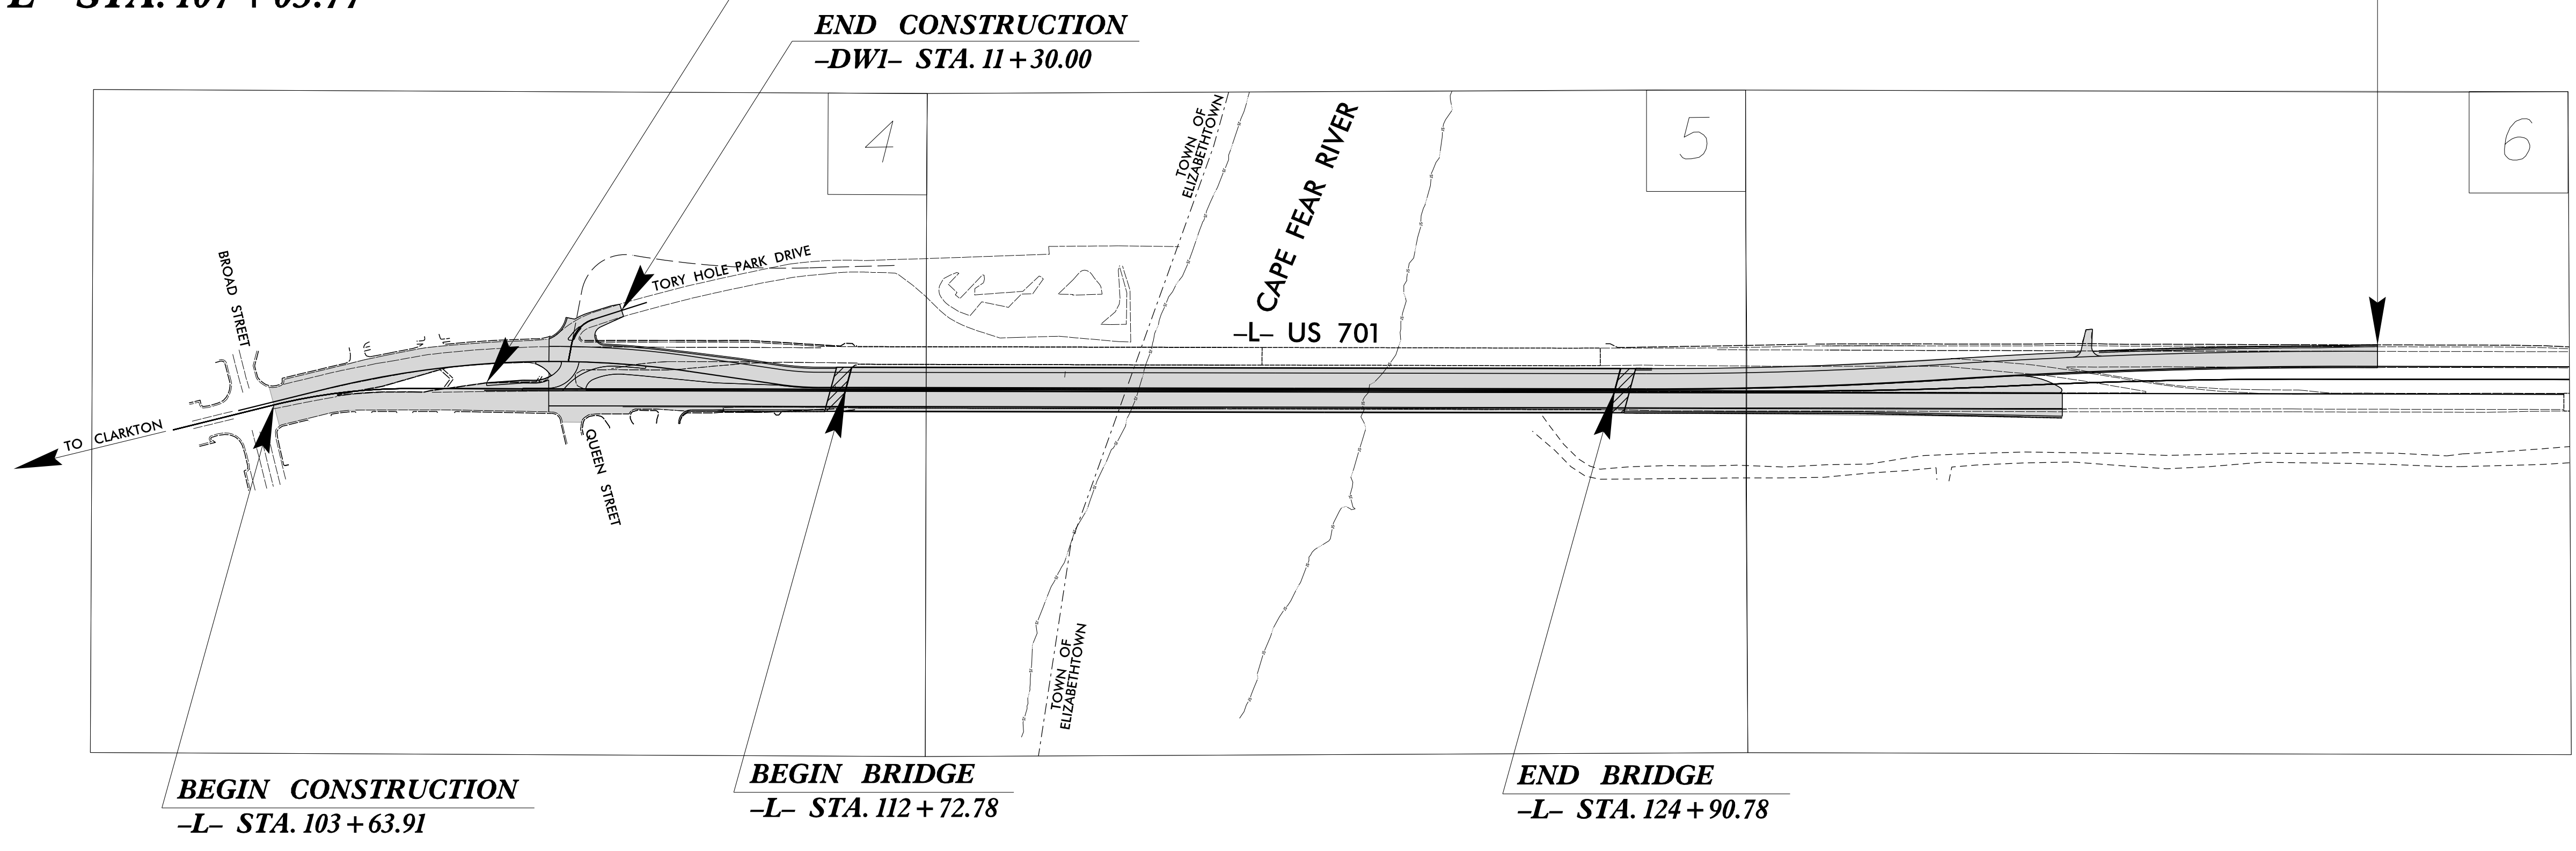 END CONSTRUCTION
–DW1– STA. 11+30.00
4
5
6
TOWN OF
ELIZABETHTOWN
CAPE FEAR RIVER
BROAD STREET
TORY HOLE PARK DRIVE
–L– US 701
TO CLARKTON
QUEEN STREET
TOWN OF
ELIZABETHTOWN
BEGIN CONSTRUCTION
–L– STA. 103+63.91
BEGIN BRIDGE
–L– STA. 112+72.78
END BRIDGE
–L– STA. 124+90.78